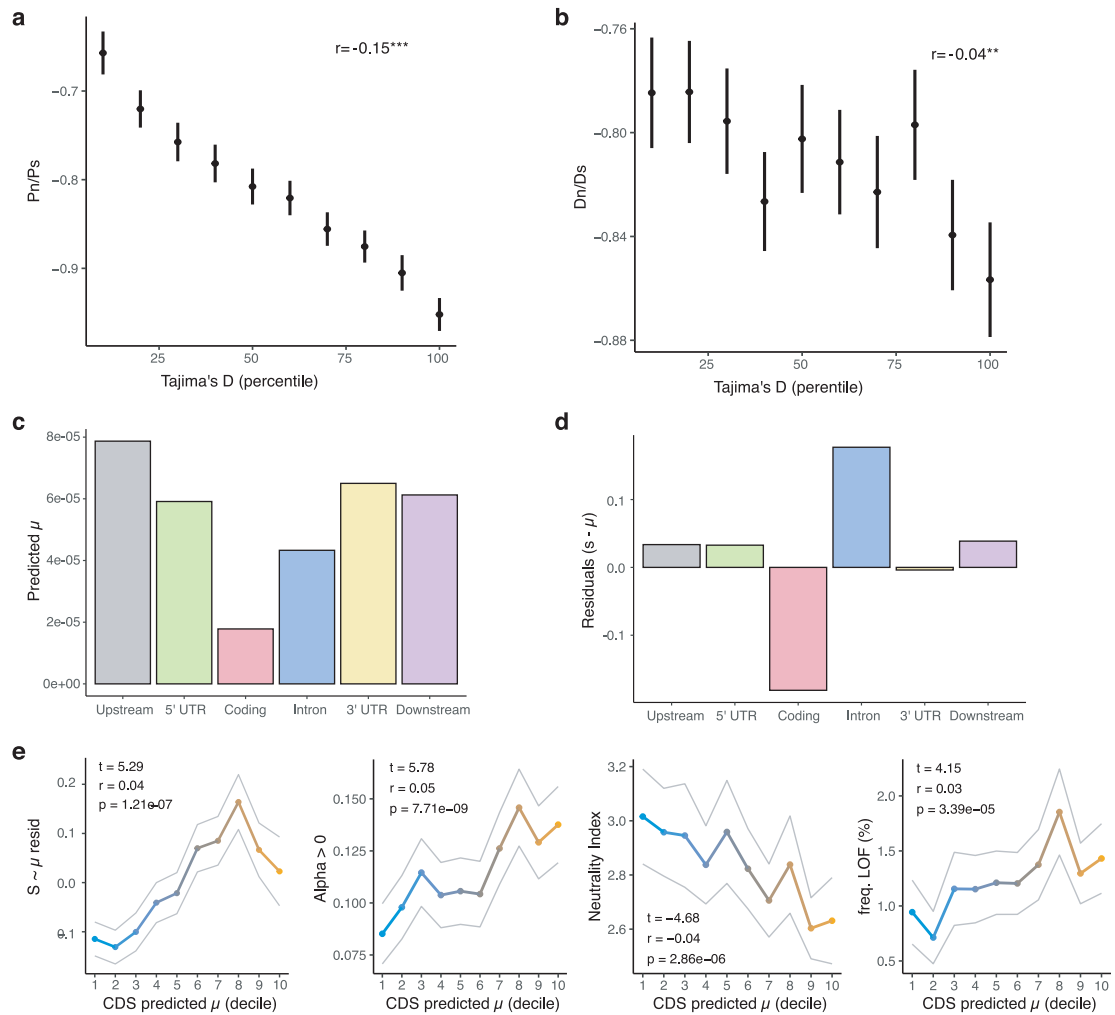 a
r= -0.15***
Pn/Ps
-0.7
-0.8
-0.9
25
50
75
100
Tajima's D (percentile)
b
r= -0.04**
Dn/Ds
-0.76
-0.80
-0.84
-0.88
25
50
75
100
Tajima's D (perentile)
c
Predicted μ
8e-05
6e-05
4e-05
2e-05
0e+00
Upstream
5' UTR
Coding
Intron
3' UTR
Downstream
d
Residuals (s - μ)
0.1
0.0
-0.1
Upstream
5' UTR
Coding
Intron
3' UTR
Downstream
e
S ~ μ resid
0.2
0.1
0.0
0.1
t = 5.29
r = 0.04
p = 1.21e-07
1 2 3 4 5 6 7 8 9 10
CDS predicted μ (decile)
Alpha > 0
0.150
0.125
0.100
0.075
t = 5.78
r = 0.05
p = 7.71e-09
1 2 3 4 5 6 7 8 9 10
CDS predicted μ (decile)
Neutrality Index
3.2
3.0
2.8
2.6
t = -4.68
r = -0.04
p = 2.86e-06
1 2 3 4 5 6 7 8 9 10
CDS predicted μ (decile)
freq. LOF (%)
2.0
1.5
1.0
0.5
t = 4.15
r = 0.03
p = 3.39e-05
1 2 3 4 5 6 7 8 9 10
CDS predicted μ (decile)